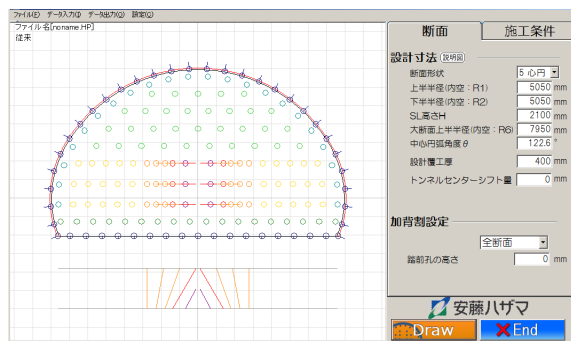 ファイル(F) データ入力(I) データ出力(O) 設定(C)
ファイル名[noname.HP]
従来
断面
施工条件
設計寸法 (説明図)
断面形状 5 心円
上半半径(内空：R1) 5050 mm
下半半径(内空：R2) 5050 mm
SL高さH 2100 mm
大断面上半半径(内空：R6) 7950 mm
中心円弧角度θ 122.6 °
設計覆工厚 400 mm
トンネルセンターシフト量 0 mm
加背割設定
全断面
踏前孔の高さ 0 mm
安藤ハザマ
Draw
End